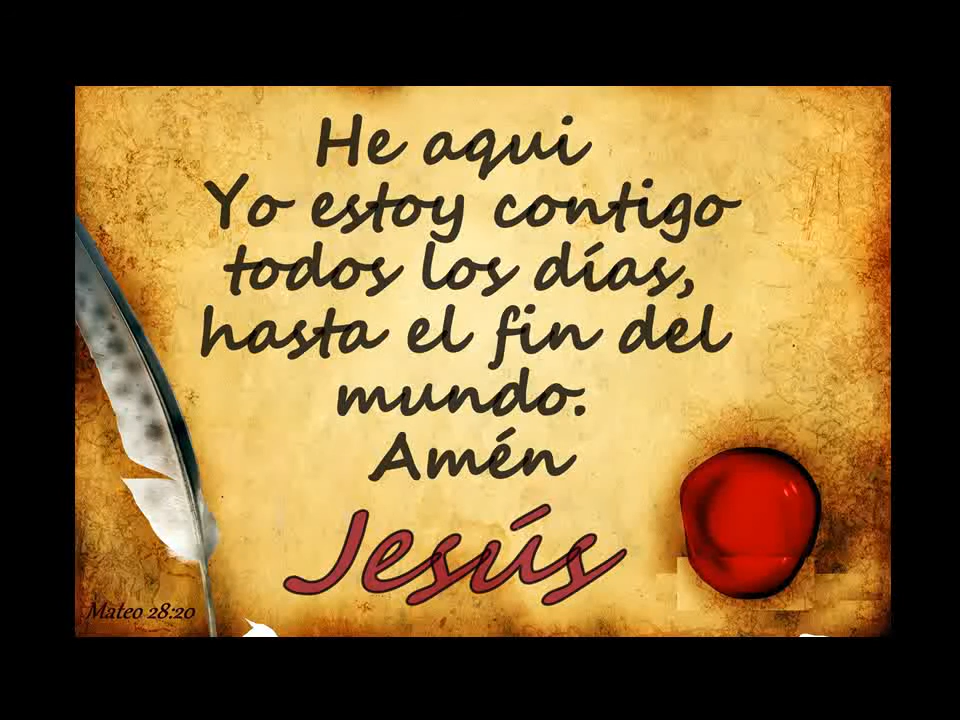 He aqui
Yo estoy contigo
todos los días,
hasta el fin del
mundo.
Amén
Jesús
Mateo 28:20